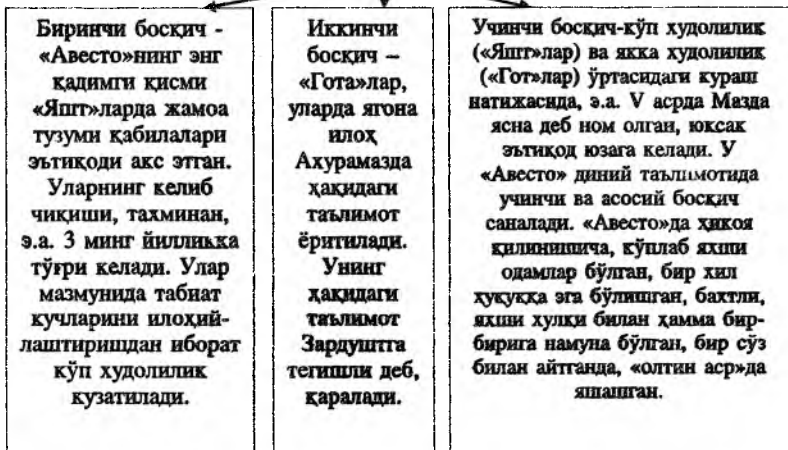 Биринчи босқич -
«Авесто»нинг энг
қадимги қисми
«Яшт»ларда жамоа
тузуми қабилалари
эътиқоди акс этган.
Уларнинг келиб
чиқиши, тахминан,
э.а. 3 минг йилликка
тўғри келади. Улар
мазмунида табиат
кучларини илоҳий-
лаштиришдан иборат
кўп худолилик
кузатилади.
Иккинчи
босқич –
«Гота»лар,
уларда ягона
илоҳ
Ахурамазда
ҳақидаги
таълимот
ёритилади.
Унинг
ҳақидаги
таълимот
Зардуштга
тегишли деб,
қаралади.
Учинчи босқич-кўп худолилик
(«Яшт»лар) ва якка худолилик
(«Гот»лар) ўртасидаги кураш
натижасида, э.а. V асрда Мазда
ясна деб ном олган, юксак
эътиқод юзага келади. У
«Авесто» диний таълимотида
учинчи ва асосий босқич
саналади. «Авесто»да ҳикоя
қилинишича, кўплаб яхши
одамлар бўлган, бир хил
ҳуқуққа эга бўлишган, бахтли,
яхши хулқи билан ҳамма бир-
бирига намуна бўлган, бир сўз
билан айтганда, «олтин аср»да
яшашган.